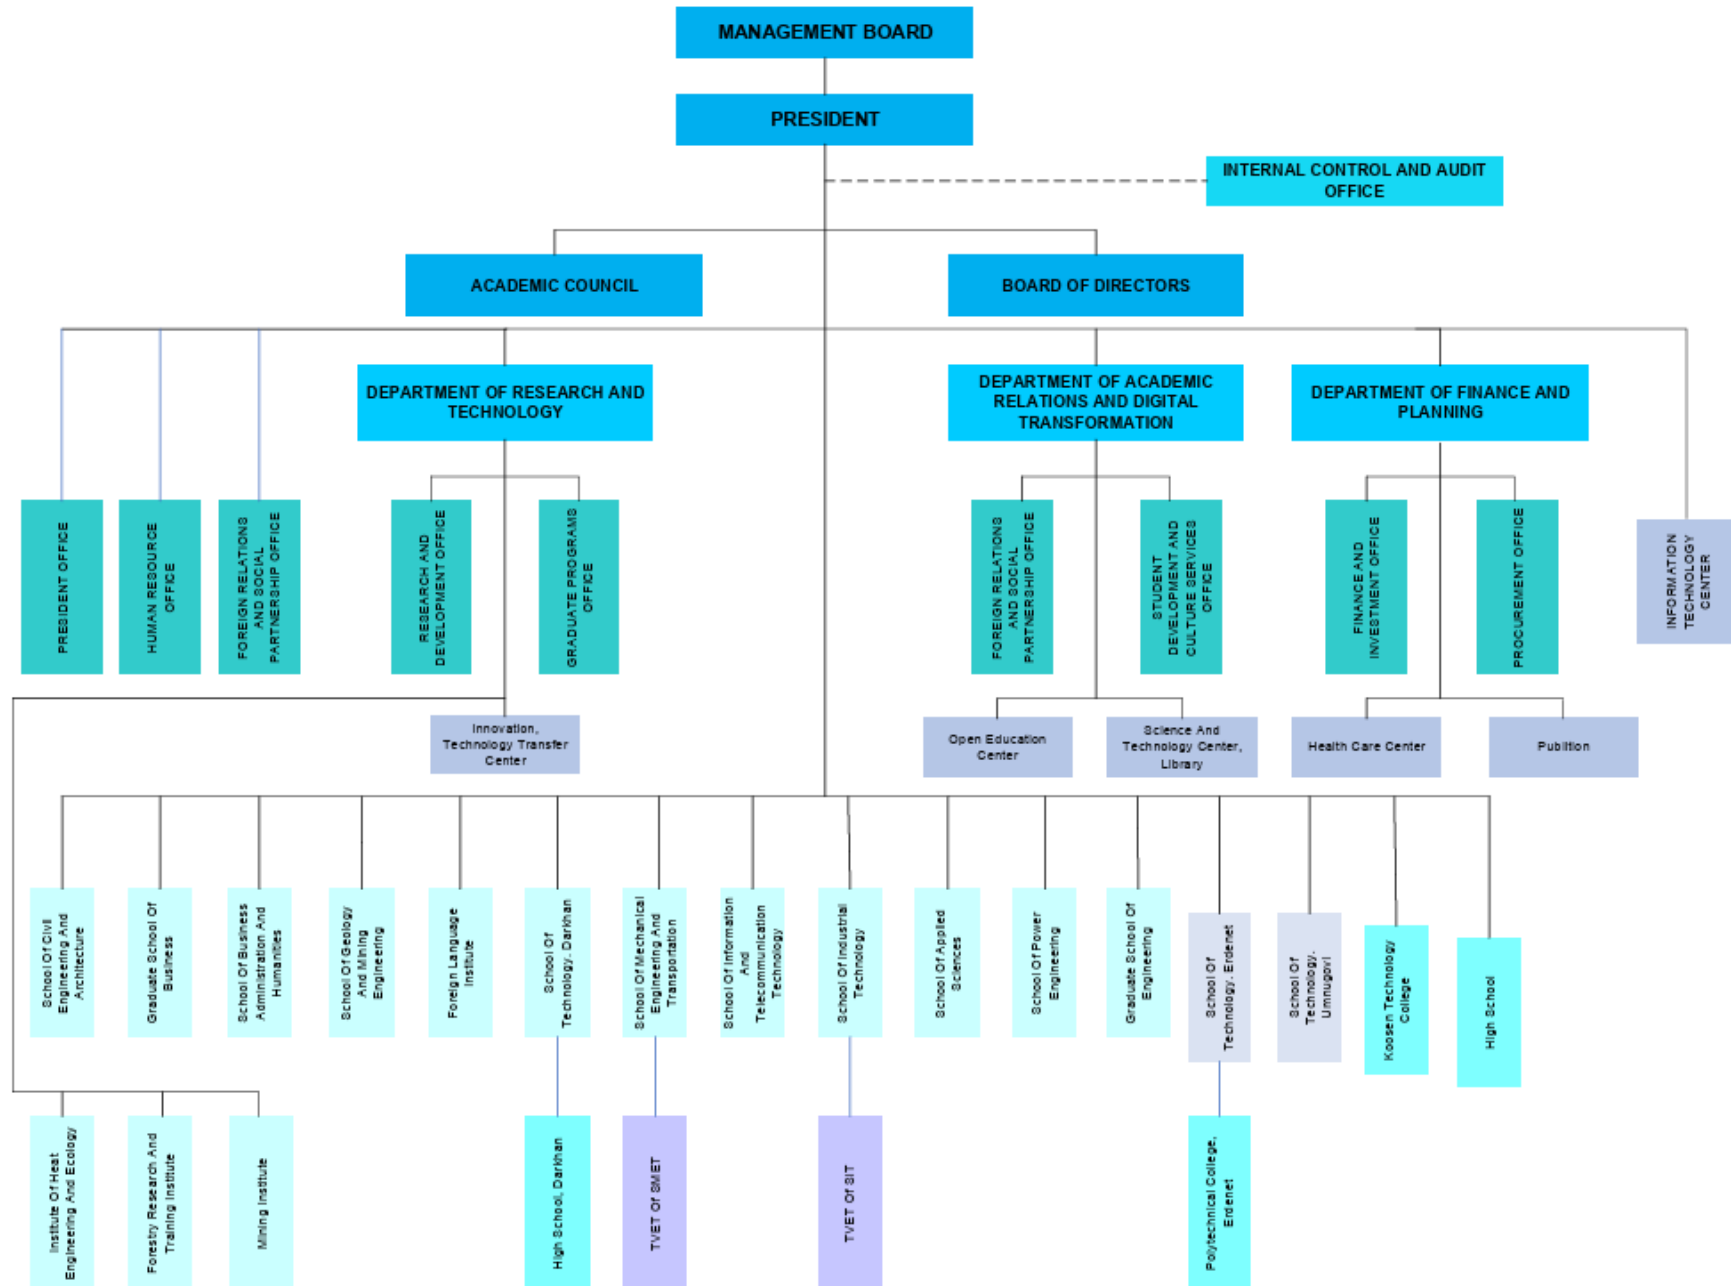 MANAGEMENT BOARD
PRESIDENT
INTERNAL CONTROL AND AUDIT
OFFICE
ACADEMIC COUNCIL
BOARD OF DIRECTORS
DEPARTMENT OF RESEARCH AND
TECHNOLOGY
DEPARTMENT OF ACADEMIC
RELATIONS AND DIGITAL
TRANSFORMATION
DEPARTMENT OF FINANCE AND
PLANNING
PRESIDENT OFFICE
HUMAN RESOURCE
OFFICE
FOREIGN RELATIONS
AND SOCIAL
PARTNERSHIP OFFICE
RESEARCH AND
DEVELOPMENT OFFICE
GRADUATE PROGRAMS
OFFICE
FOREIGN RELATIONS
AND SOCIAL
PARTNERSHIP OFFICE
STUDENT
DEVELOPMENT AND
CULTURE SERVICES
OFFICE
FINANCE AND
INVESTMENT OFFICE
PROCUREMENT OFFICE
INFORMATION
TECHNOLOGY
CENTER
Innovation,
Technology Transfer
Center
Open Education
Center
Science And
Technology Center,
Library
Health Care Center
Publition
School Of Civil
Engineering And
Architecture
Graduate School Of
Business
School Of Business
Administration And
Humanities
School Of Geology
And Mining
Engineering
Foreign Language
Institute
School Of
Technology. Darkhan
School Of Mechanical
Engineering And
Transportation
School Of Information
And
Telecommunication
Technology
School Of Industrial
Technology
School Of Applied
Sciences
School Of Power
Engineering
Graduate School Of
Engineering
School Of
Technology. Erdenet
School Of
Technology.
Umnugovi
Koosen Technology
College
High School
Institute Of Heat
Engineering And Ecology
Forestry Research And
Training Institute
Mining Institute
High School, Darkhan
TVET Of SMET
TVET Of SIT
Polytechnical College,
Erdenet